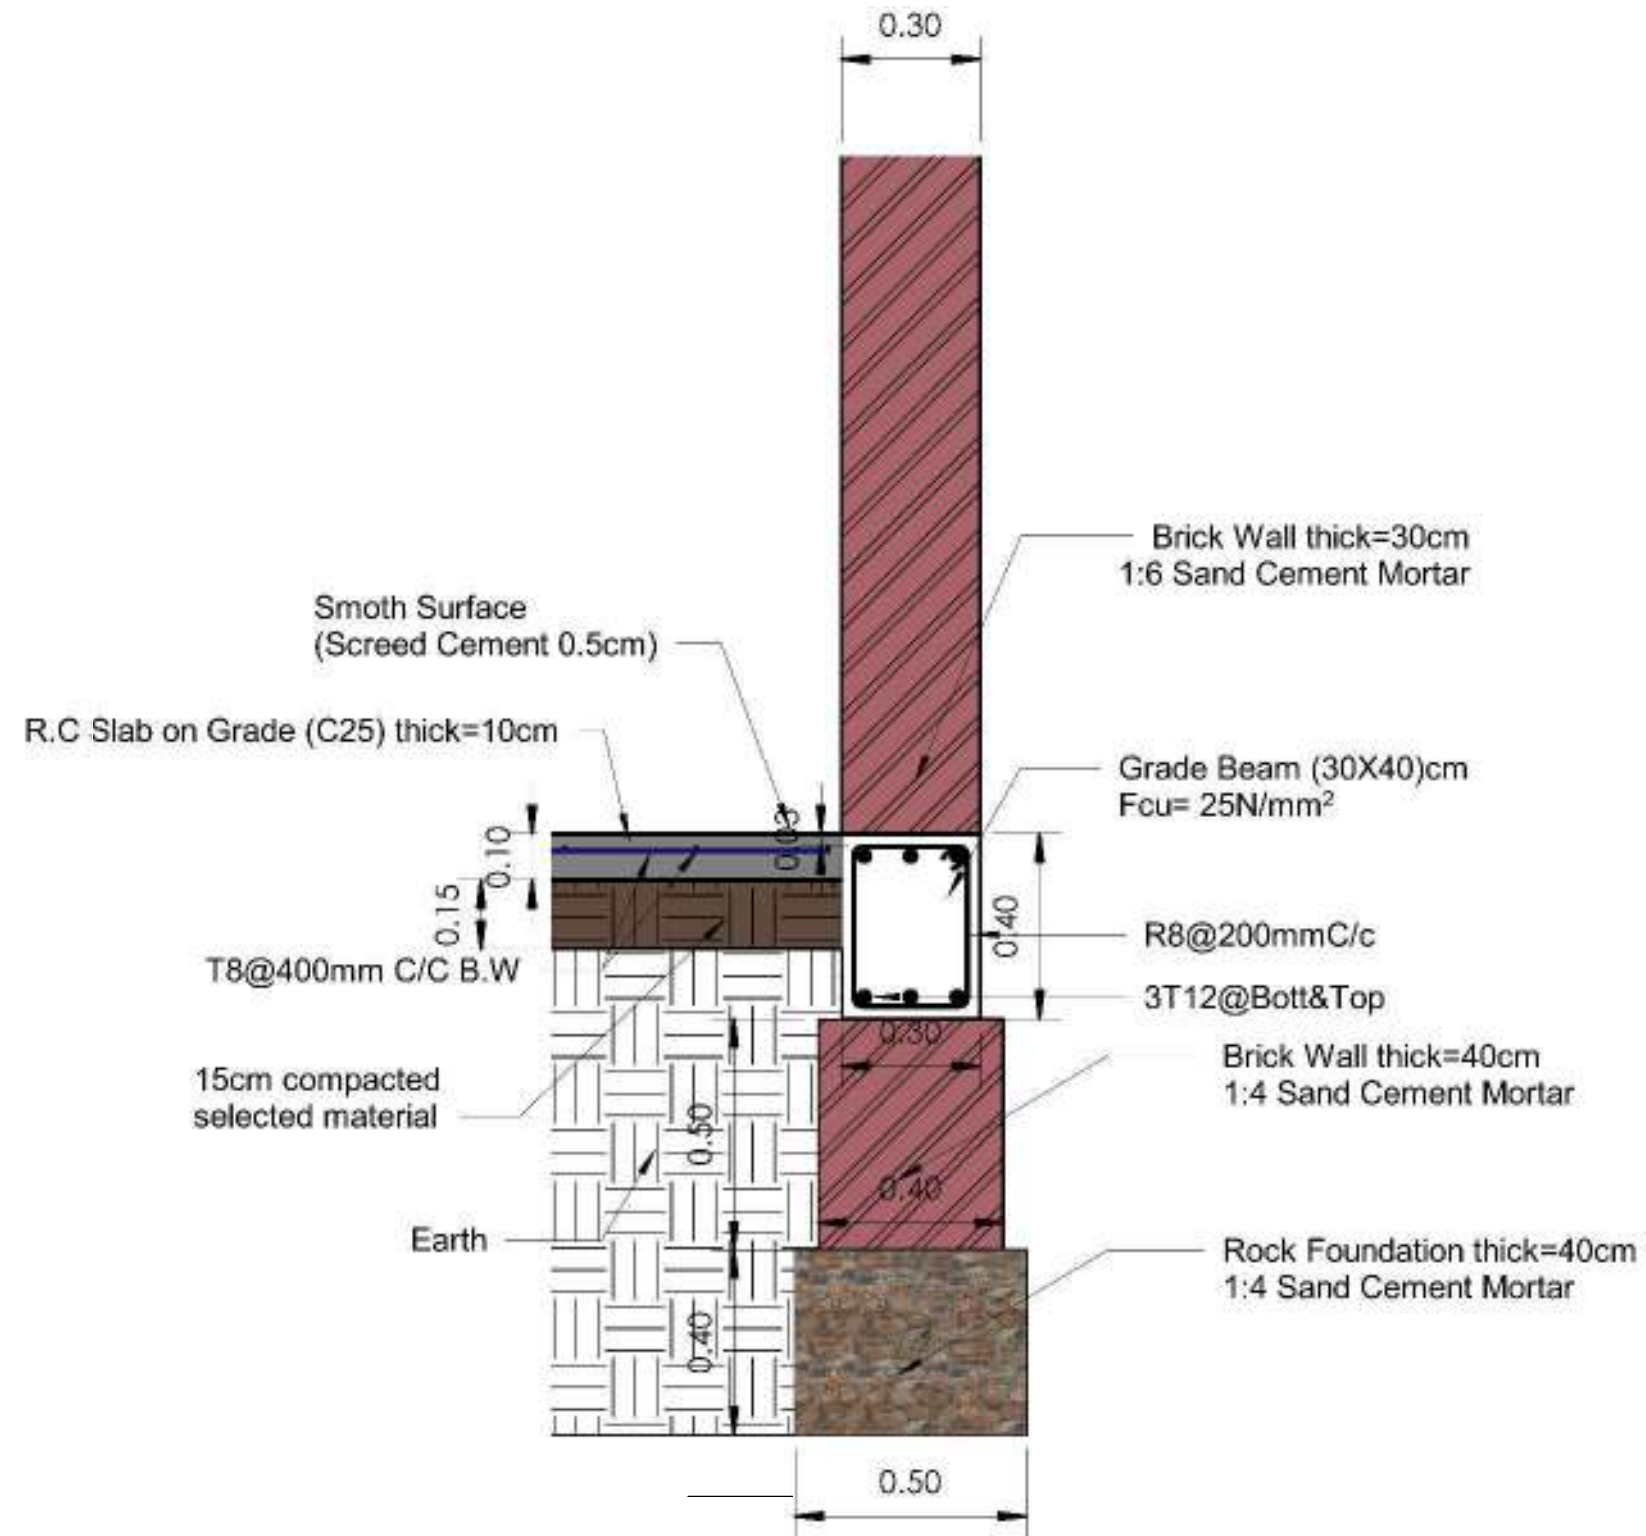 0.30
Brick Wall thick=30cm
1:6 Sand Cement Mortar
Smoth Surface
(Screed Cement 0.5cm)
R.C Slab on Grade (C25) thick=10cm
Grade Beam (30X40)cm
Fcu= 25N/mm²
0.03
0.10
0.15
0.40
R8@200mmC/c
T8@400mm C/C B.W
3T12@Bott&Top
0.30
Brick Wall thick=40cm
1:4 Sand Cement Mortar
15cm compacted
selected material
0.50
0.40
Earth
Rock Foundation thick=40cm
1:4 Sand Cement Mortar
0.40
0.50